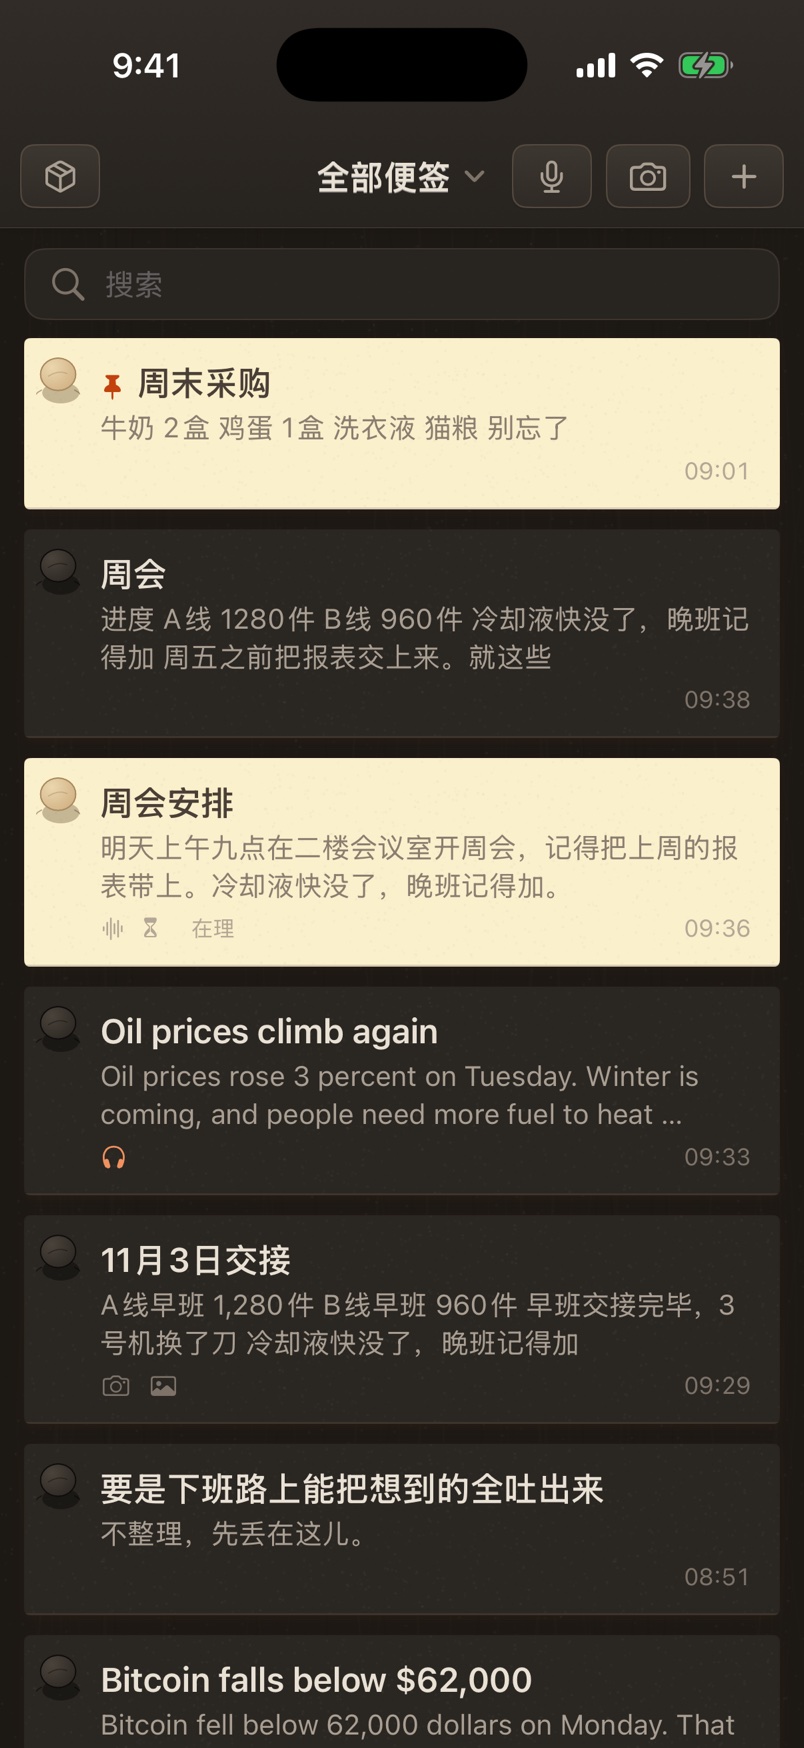 9:41
全部便签
搜索
周末采购
牛奶 2盒 鸡蛋 1盒 洗衣液 猫粮 别忘了
09:01
周会
进度 A线 1280件 B线 960件 冷却液快没了，晚班记
得加 周五之前把报表交上来。就这些
09:38
周会安排
明天上午九点在二楼会议室开周会，记得把上周的报
表带上。冷却液快没了，晚班记得加。
在理
09:36
Oil prices climb again
Oil prices rose 3 percent on Tuesday. Winter is
coming, and people need more fuel to heat ...
09:33
11月3日交接
A线早班 1,280件 B线早班 960件 早班交接完毕，3
号机换了刀 冷却液快没了，晚班记得加
09:29
要是下班路上能把想到的全吐出来
不整理，先丢在这儿。
08:51
Bitcoin falls below $62,000
Bitcoin fell below 62,000 dollars on Monday. That